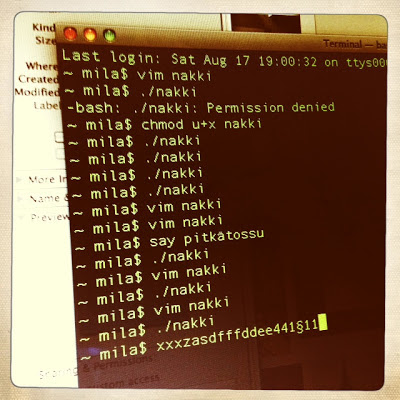 Kind
Size
Where
Created
Modified
Label
More In
Name &
Preview
Sharing & Permissions
custom access
Terminal — ba
Last login: Sat Aug 17 19:00:32 on ttys00
~ mila$ vim nakki
~ mila$ ./nakki
-bash: ./nakki: Permission denied
~ mila$ chmod u+x nakki
~ mila$ ./nakki
~ mila$ ./nakki
~ mila$ ./nakki
~ mila$ ./nakki
~ mila$ vim nakki
~ mila$ vim nakki
~ mila$ say pitkätossu
~ mila$ ./nakki
~ mila$ vim nakki
~ mila$ ./nakki
~ mila$ vim nakki
~ mila$ ./nakki
~ mila$ xxxzasdfffddee441§11